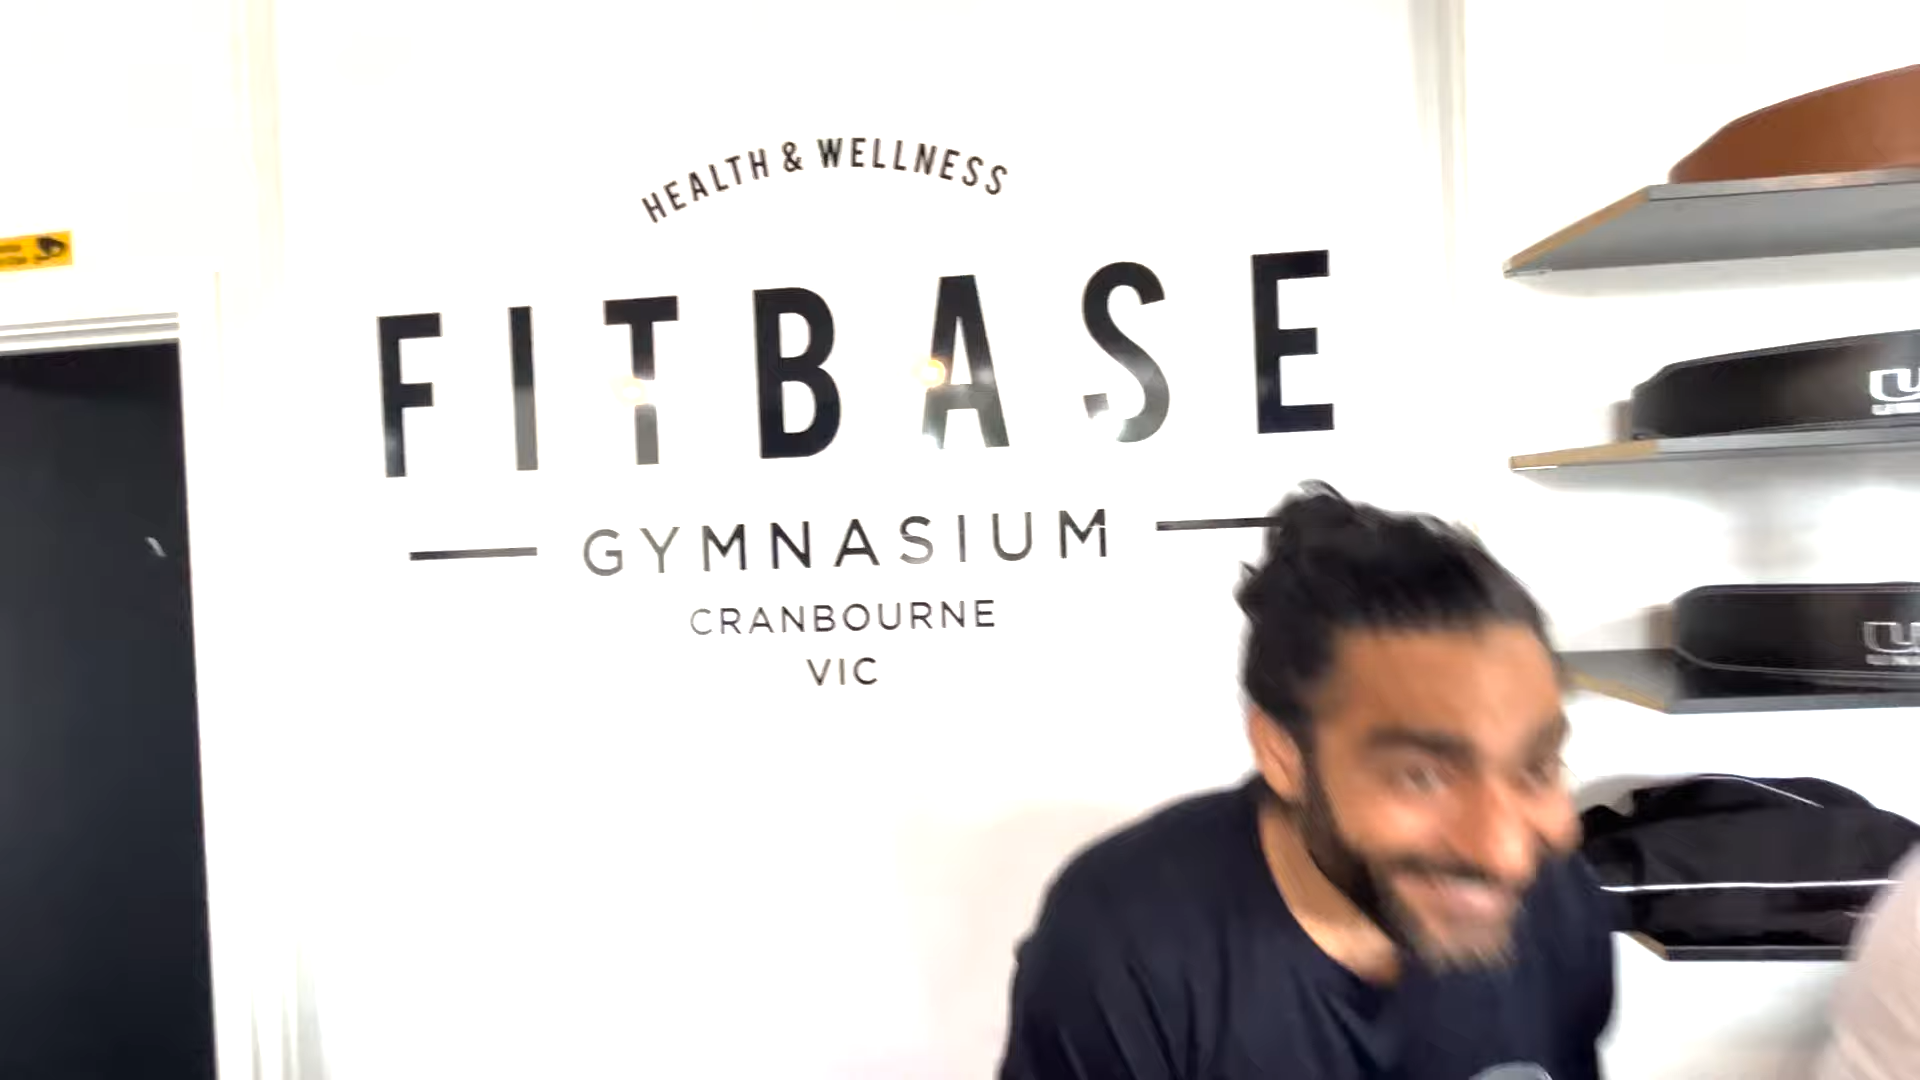 HEALTH & WELLNESS
FITBASE
GYMNASIUM
CRANBOURNE
VIC